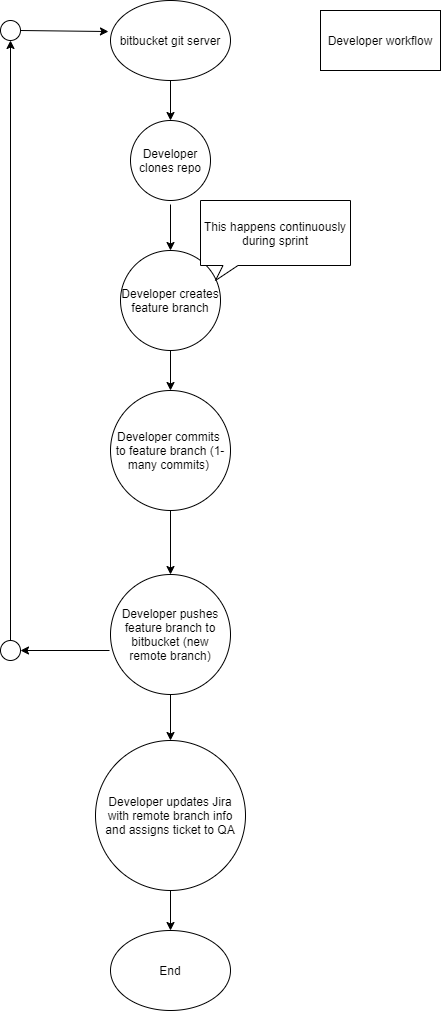 bitbucket git server
Developer workflow
Developer
clones repo
This happens continuously
during sprint
Developer creates
feature branch
Developer commits
to feature branch (1-
many commits)
Developer pushes
feature branch to
bitbucket (new
remote branch)
Developer updates Jira
with remote branch info
and assigns ticket to QA
End